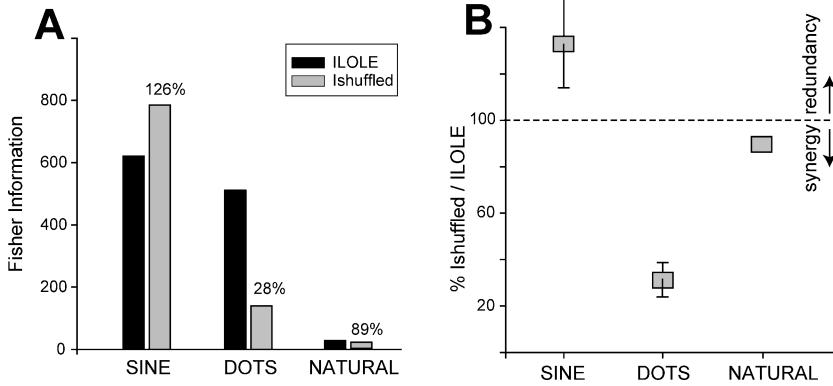 A
Fisher Information
800
600
400
200
0
ILOLE
Ishuffled
126%
28%
89%
SINE DOTS NATURAL
B
% Ishuffled / ILOLE
100
60
20
synergy redundancy
SINE DOTS NATURAL